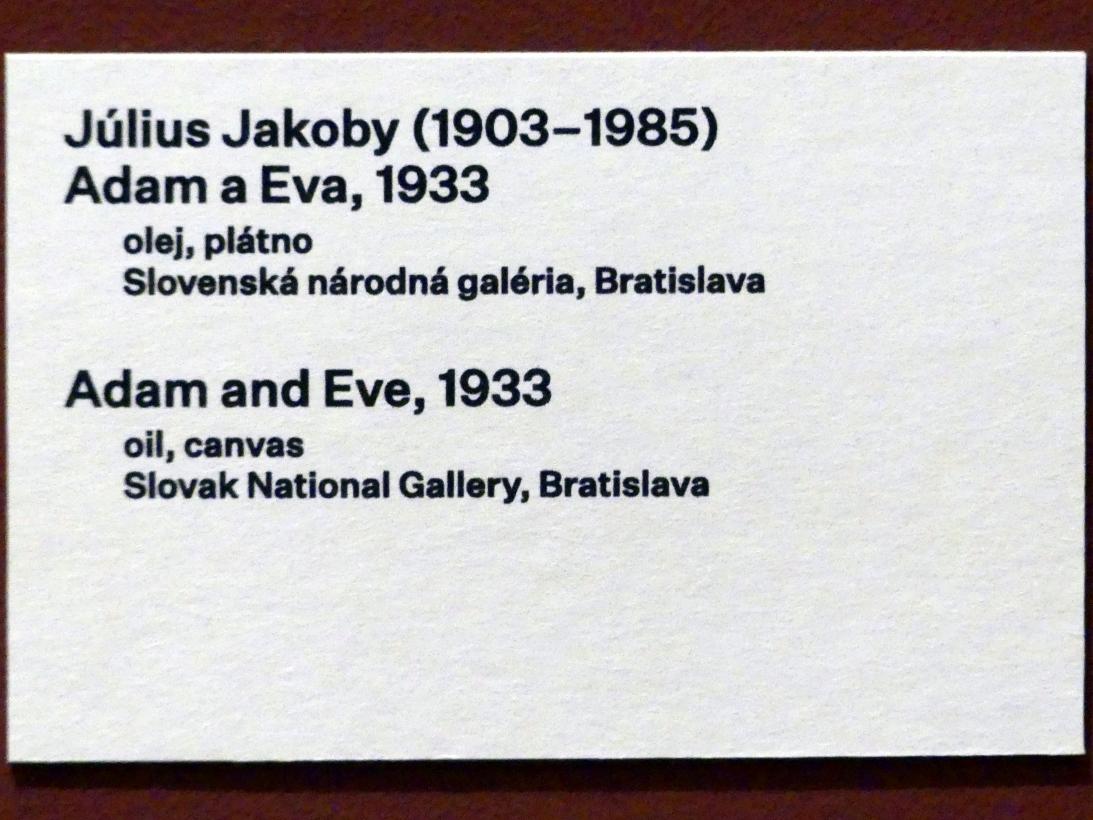 Július Jakoby (1903–1985)
Adam a Eva, 1933
olej, plátno
Slovenská národná galéria, Bratislava
Adam and Eve, 1933
oil, canvas
Slovak National Gallery, Bratislava